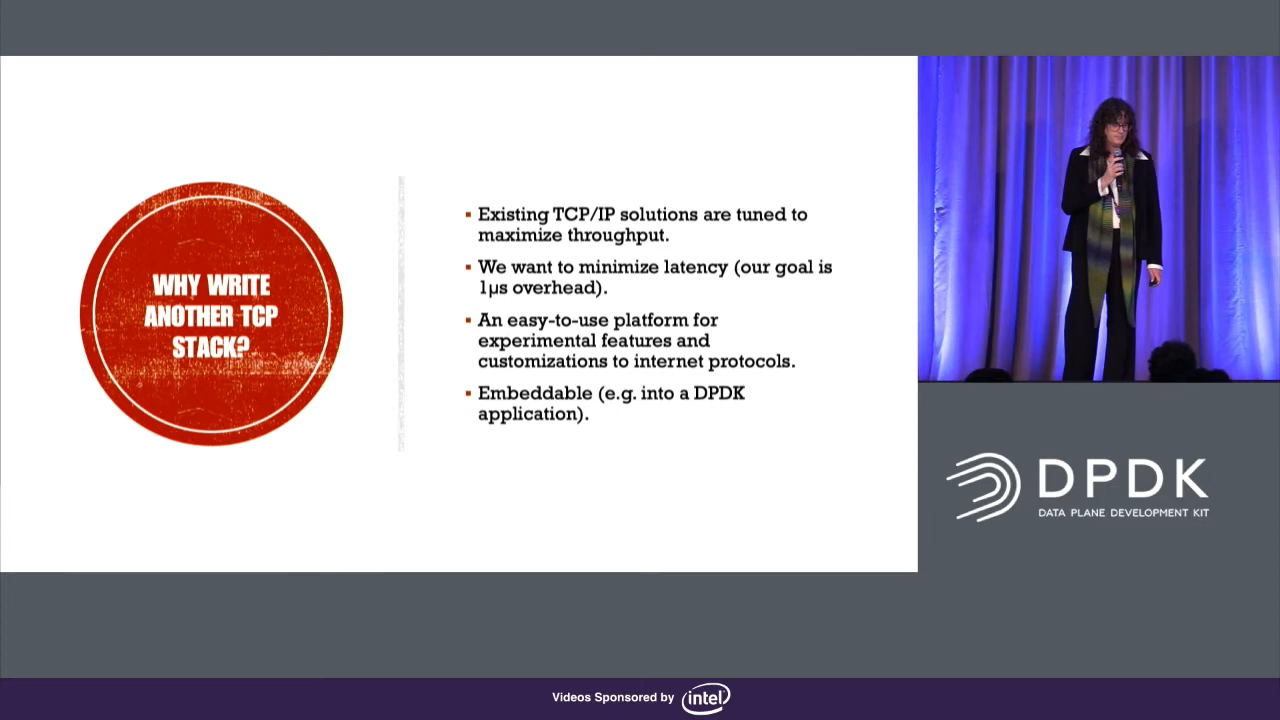 WHY WRITE
ANOTHER TCP
STACK?
▪ Existing TCP/IP solutions are tuned to
maximize throughput.
▪ We want to minimize latency (our goal is
1µs overhead).
▪ An easy-to-use platform for
experimental features and
customizations to internet protocols.
▪ Embeddable (e.g. into a DPDK
application).
DPDK
DATA PLANE DEVELOPMENT KIT
Videos Sponsored by intel